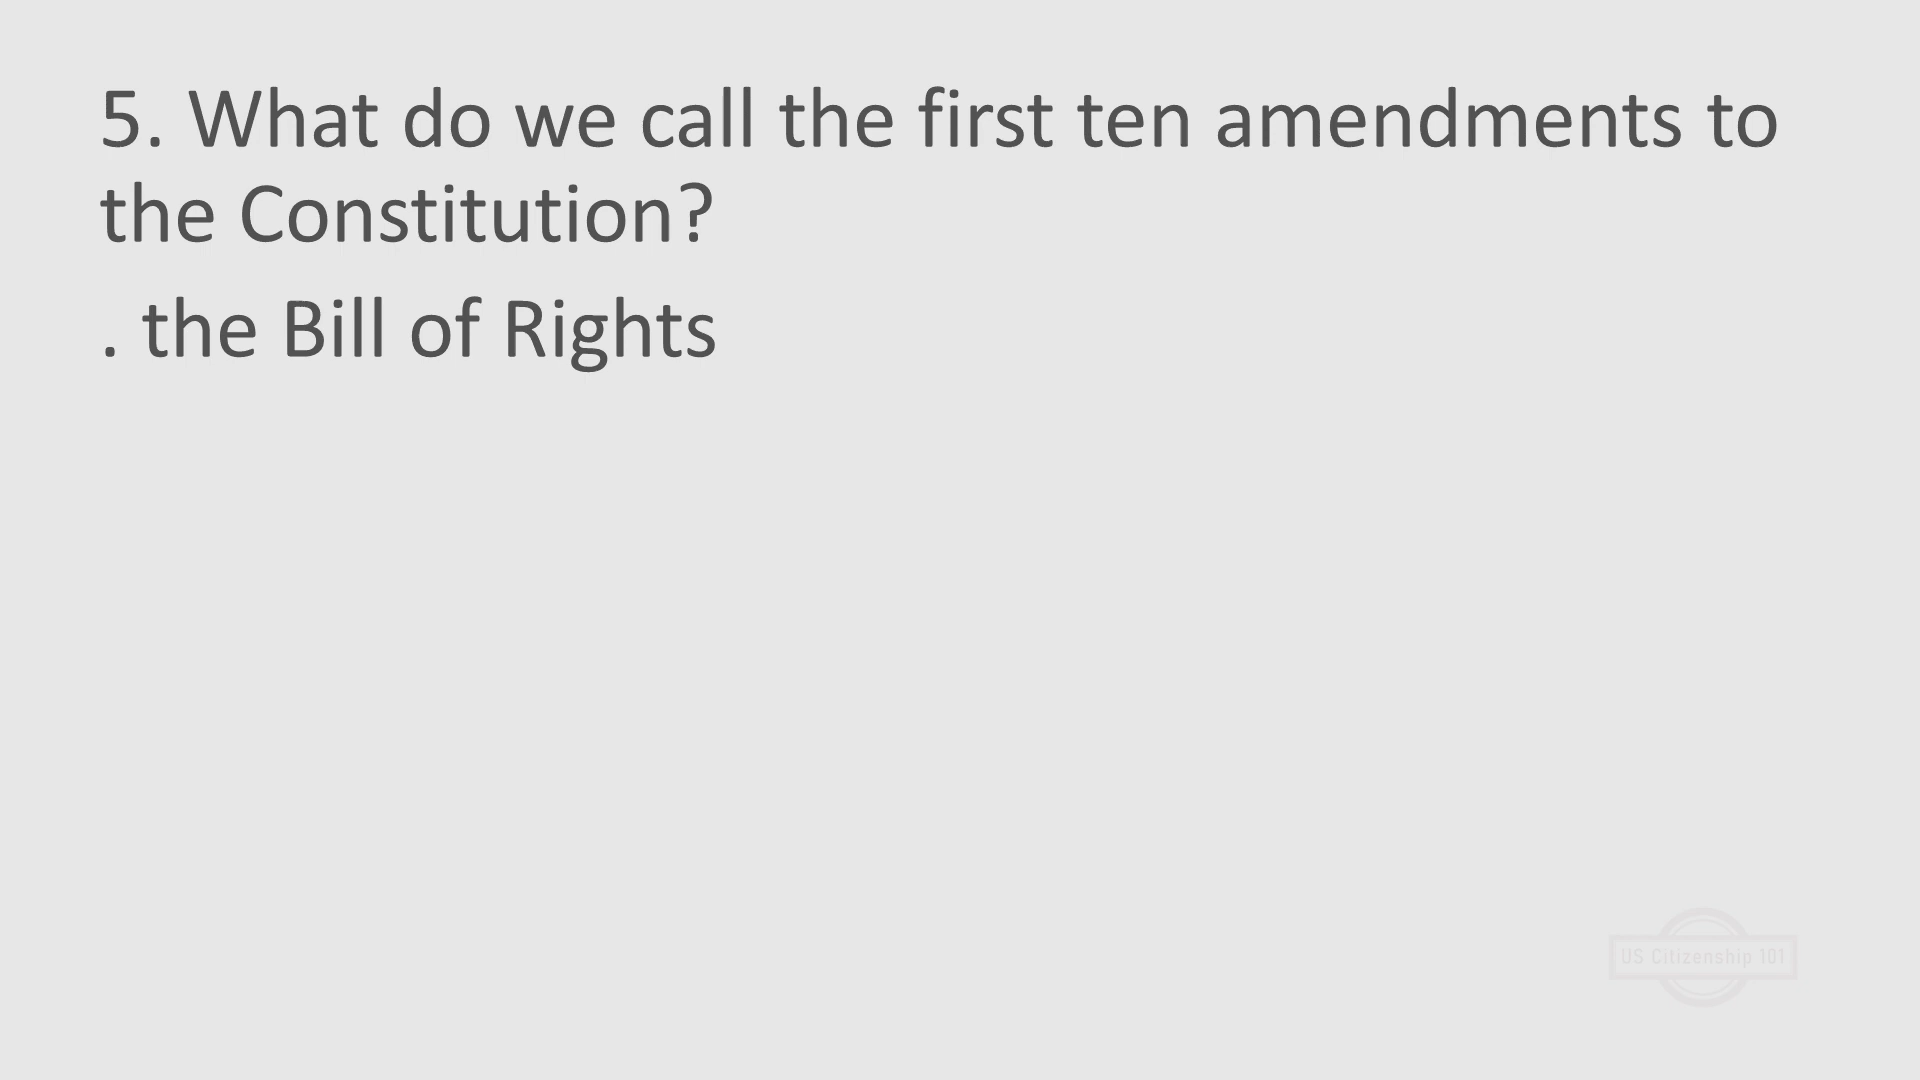 5. What do we call the first ten amendments to
the Constitution?
. the Bill of Rights
US Citizenship 101